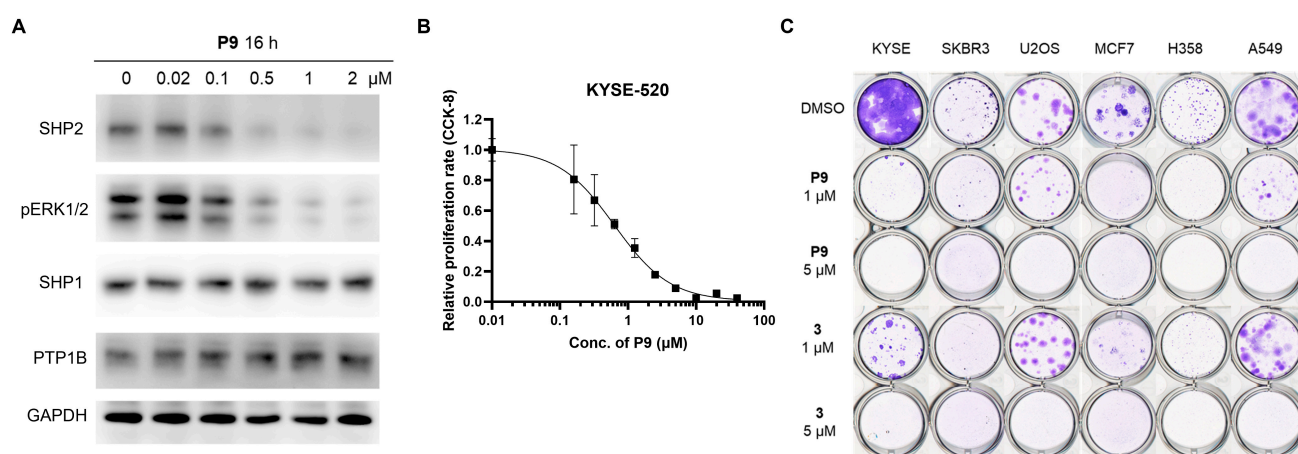 A
P9 16 h
0 0.02 0.1 0.5 1 2 μM
SHP2
pERK1/2
SHP1
PTP1B
GAPDH
B
KYSE-520
Relative proliferation rate (CCK-8)
1.2
1.0
0.8
0.6
0.4
0.2
0.0
0.01 0.1 1 10 100
Conc. of P9 (μM)
C
KYSE SKBR3 U2OS MCF7 H358 A549
DMSO
P9
1 μM
P9
5 μM
3
1 μM
3
5 μM